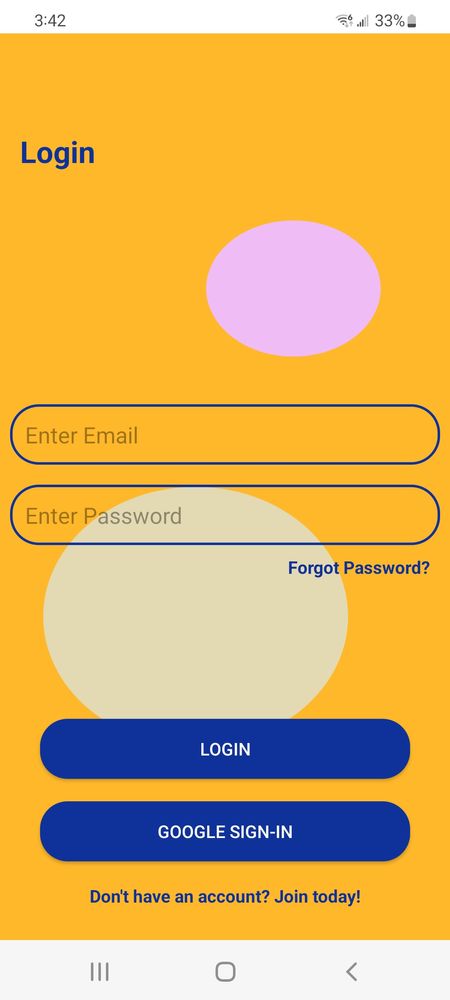 3:42
33%
Login
Enter Email
Enter Password
Forgot Password?
LOGIN
GOOGLE SIGN-IN
Don't have an account? Join today!